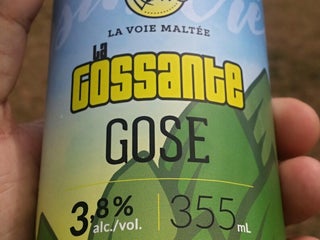 LA VOIE MALTÉE
La
GOSSANTE
GOSE
3,8% 355 mL
alc./vol.